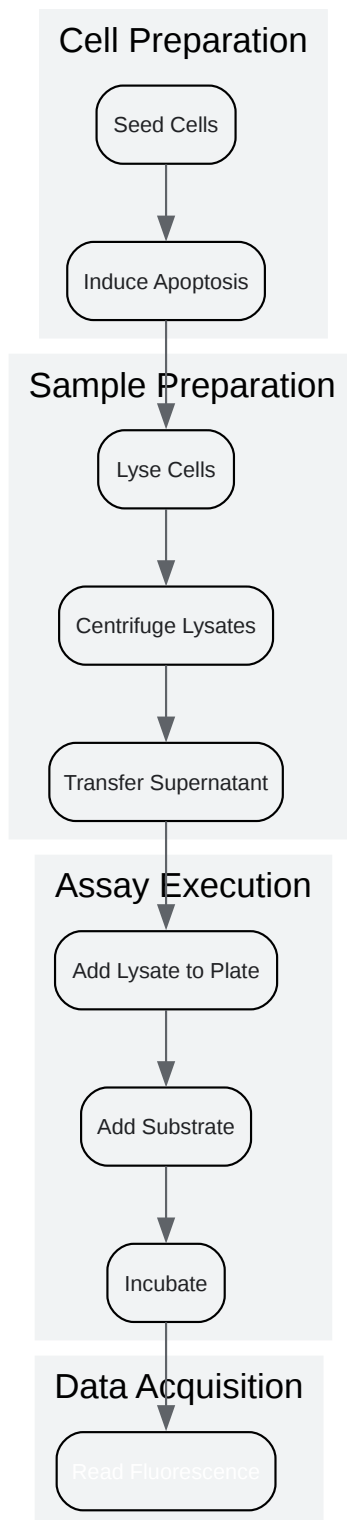 Cell Preparation
Seed Cells
Induce Apoptosis
Sample Preparation
Lyse Cells
Centrifuge Lysates
Transfer Supernatant
Assay Execution
Add Lysate to Plate
Add Substrate
Incubate
Data Acquisition
Read Fluorescence